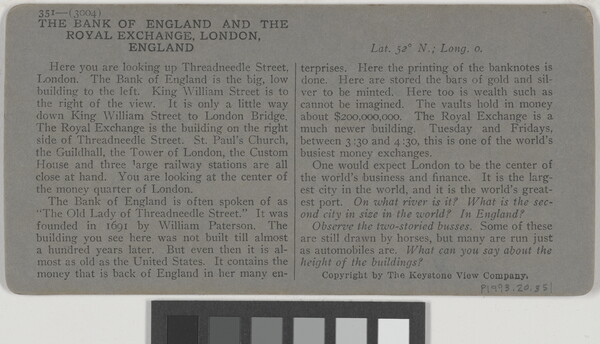 351—(3004)
THE BANK OF ENGLAND AND THE
ROYAL EXCHANGE, LONDON,
ENGLAND
Here you are looking up Threadneedle Street,
London. The Bank of England is the big, low
building to the left. King William Street is to
the right of the view. It is only a little way
down King William Street to London Bridge.
The Royal Exchange is the building on the right
side of Threadneedle Street. St. Paul's Church,
the Guildhall, the Tower of London, the Custom
House and three large railway stations are all
close at hand. You are looking at the center of
the money quarter of London.
The Bank of England is often spoken of as
"The Old Lady of Threadneedle Street." It was
founded in 1691 by William Paterson. The
building you see here was not built till almost
a hundred years later. But even then it is al-
most as old as the United States. It contains the
money that is back of England in her many en-
Lat. 52° N.; Long. 0.
terprises. Here the printing of the banknotes is
done. Here are stored the bars of gold and sil-
ver to be minted. Here too is wealth such as
cannot be imagined. The vaults hold in money
about $200,000,000. The Royal Exchange is a
much newer building. Tuesday and Fridays,
between 3:30 and 4:30, this is one of the world's
busiest money exchanges.
One would expect London to be the center of
the world's business and finance. It is the larg-
est city in the world, and it is the world's great-
est port. On what river is it? What is the sec-
ond city in size in the world? In England?
Observe the two-storied busses. Some of these
are still drawn by horses, but many are run just
as automobiles are. What can you say about the
height of the buildings?
Copyright by The Keystone View Company.
P1993.20.351